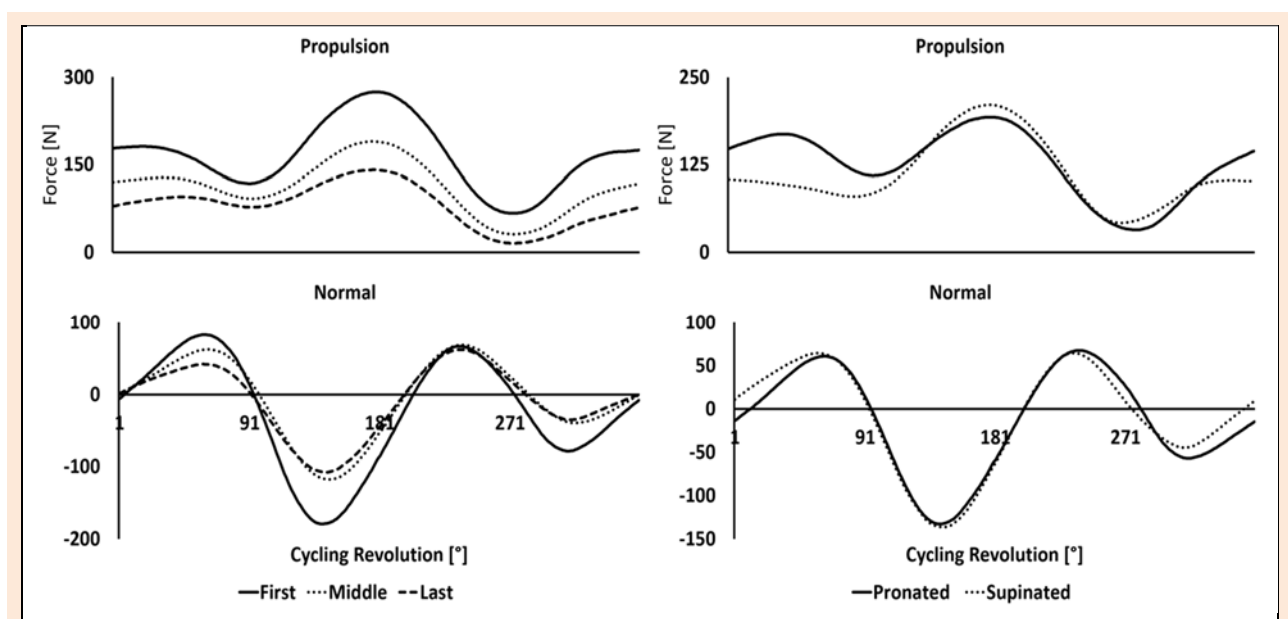 Propulsion
300
150
0
Force [N]
Normal
100
0
-100
-200
1
91
181
271
Cycling Revolution [°]
First Middle Last
Propulsion
250
125
0
Force [N]
Normal
100
50
0
-50
-100
-150
1
91
181
271
Cycling Revolution [°]
Pronated Supinated